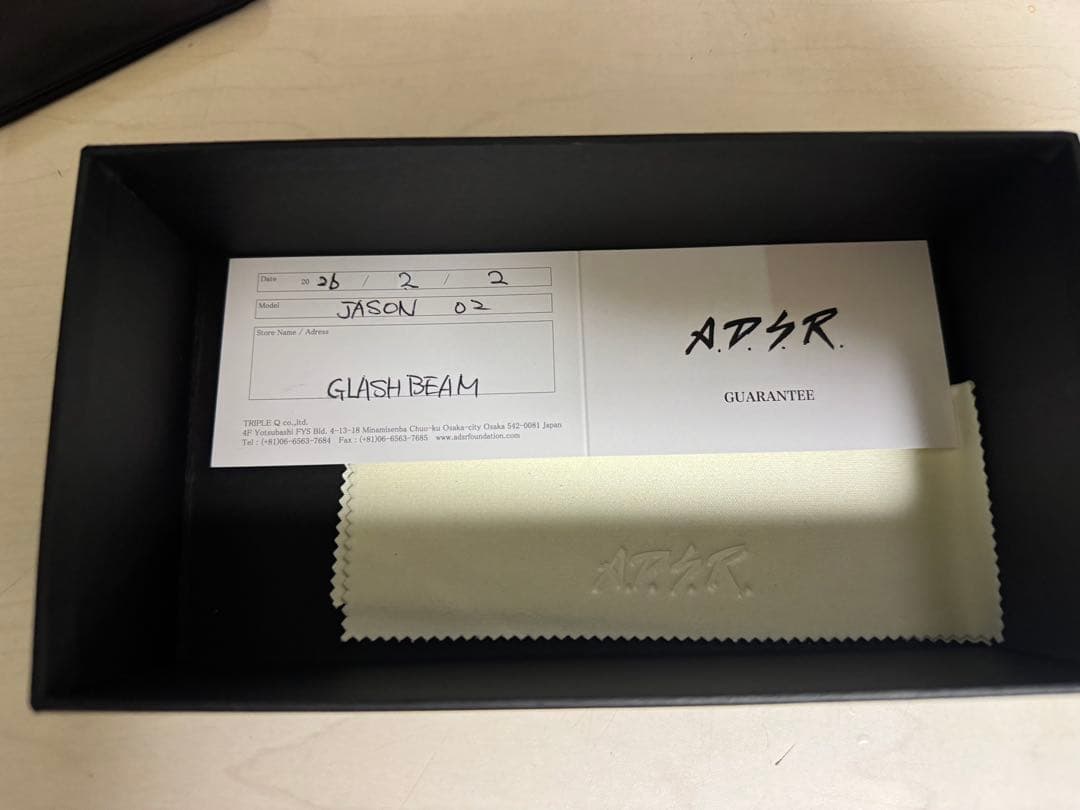 Date 20 26 / 2 / 2
Model JASON 02
Store Name / Adress
GLASHBEAM
TRIPLE Q co.,ltd.
4F Yotsubashi FYS Bld. 4-13-18 Minamisenba Chuo-ku Osaka-city Osaka 542-0081 Japan
Tel : (+81)06-6563-7684 Fax : (+81)06-6563-7685 www.adsrfoundation.com
A.D.S.R.
GUARANTEE
A.D.S.R.